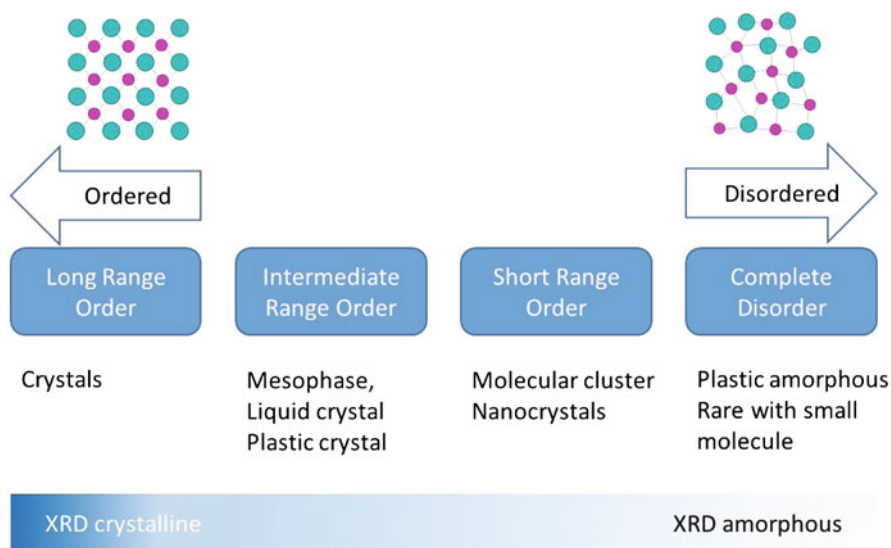 Ordered
Disordered
Long Range
Order
Intermediate
Range Order
Short Range
Order
Complete
Disorder
Crystals
Mesophase,
Liquid crystal
Plastic crystal
Molecular cluster
Nanocrystals
Plastic amorphous
Rare with small
molecule
XRD crystalline
XRD amorphous